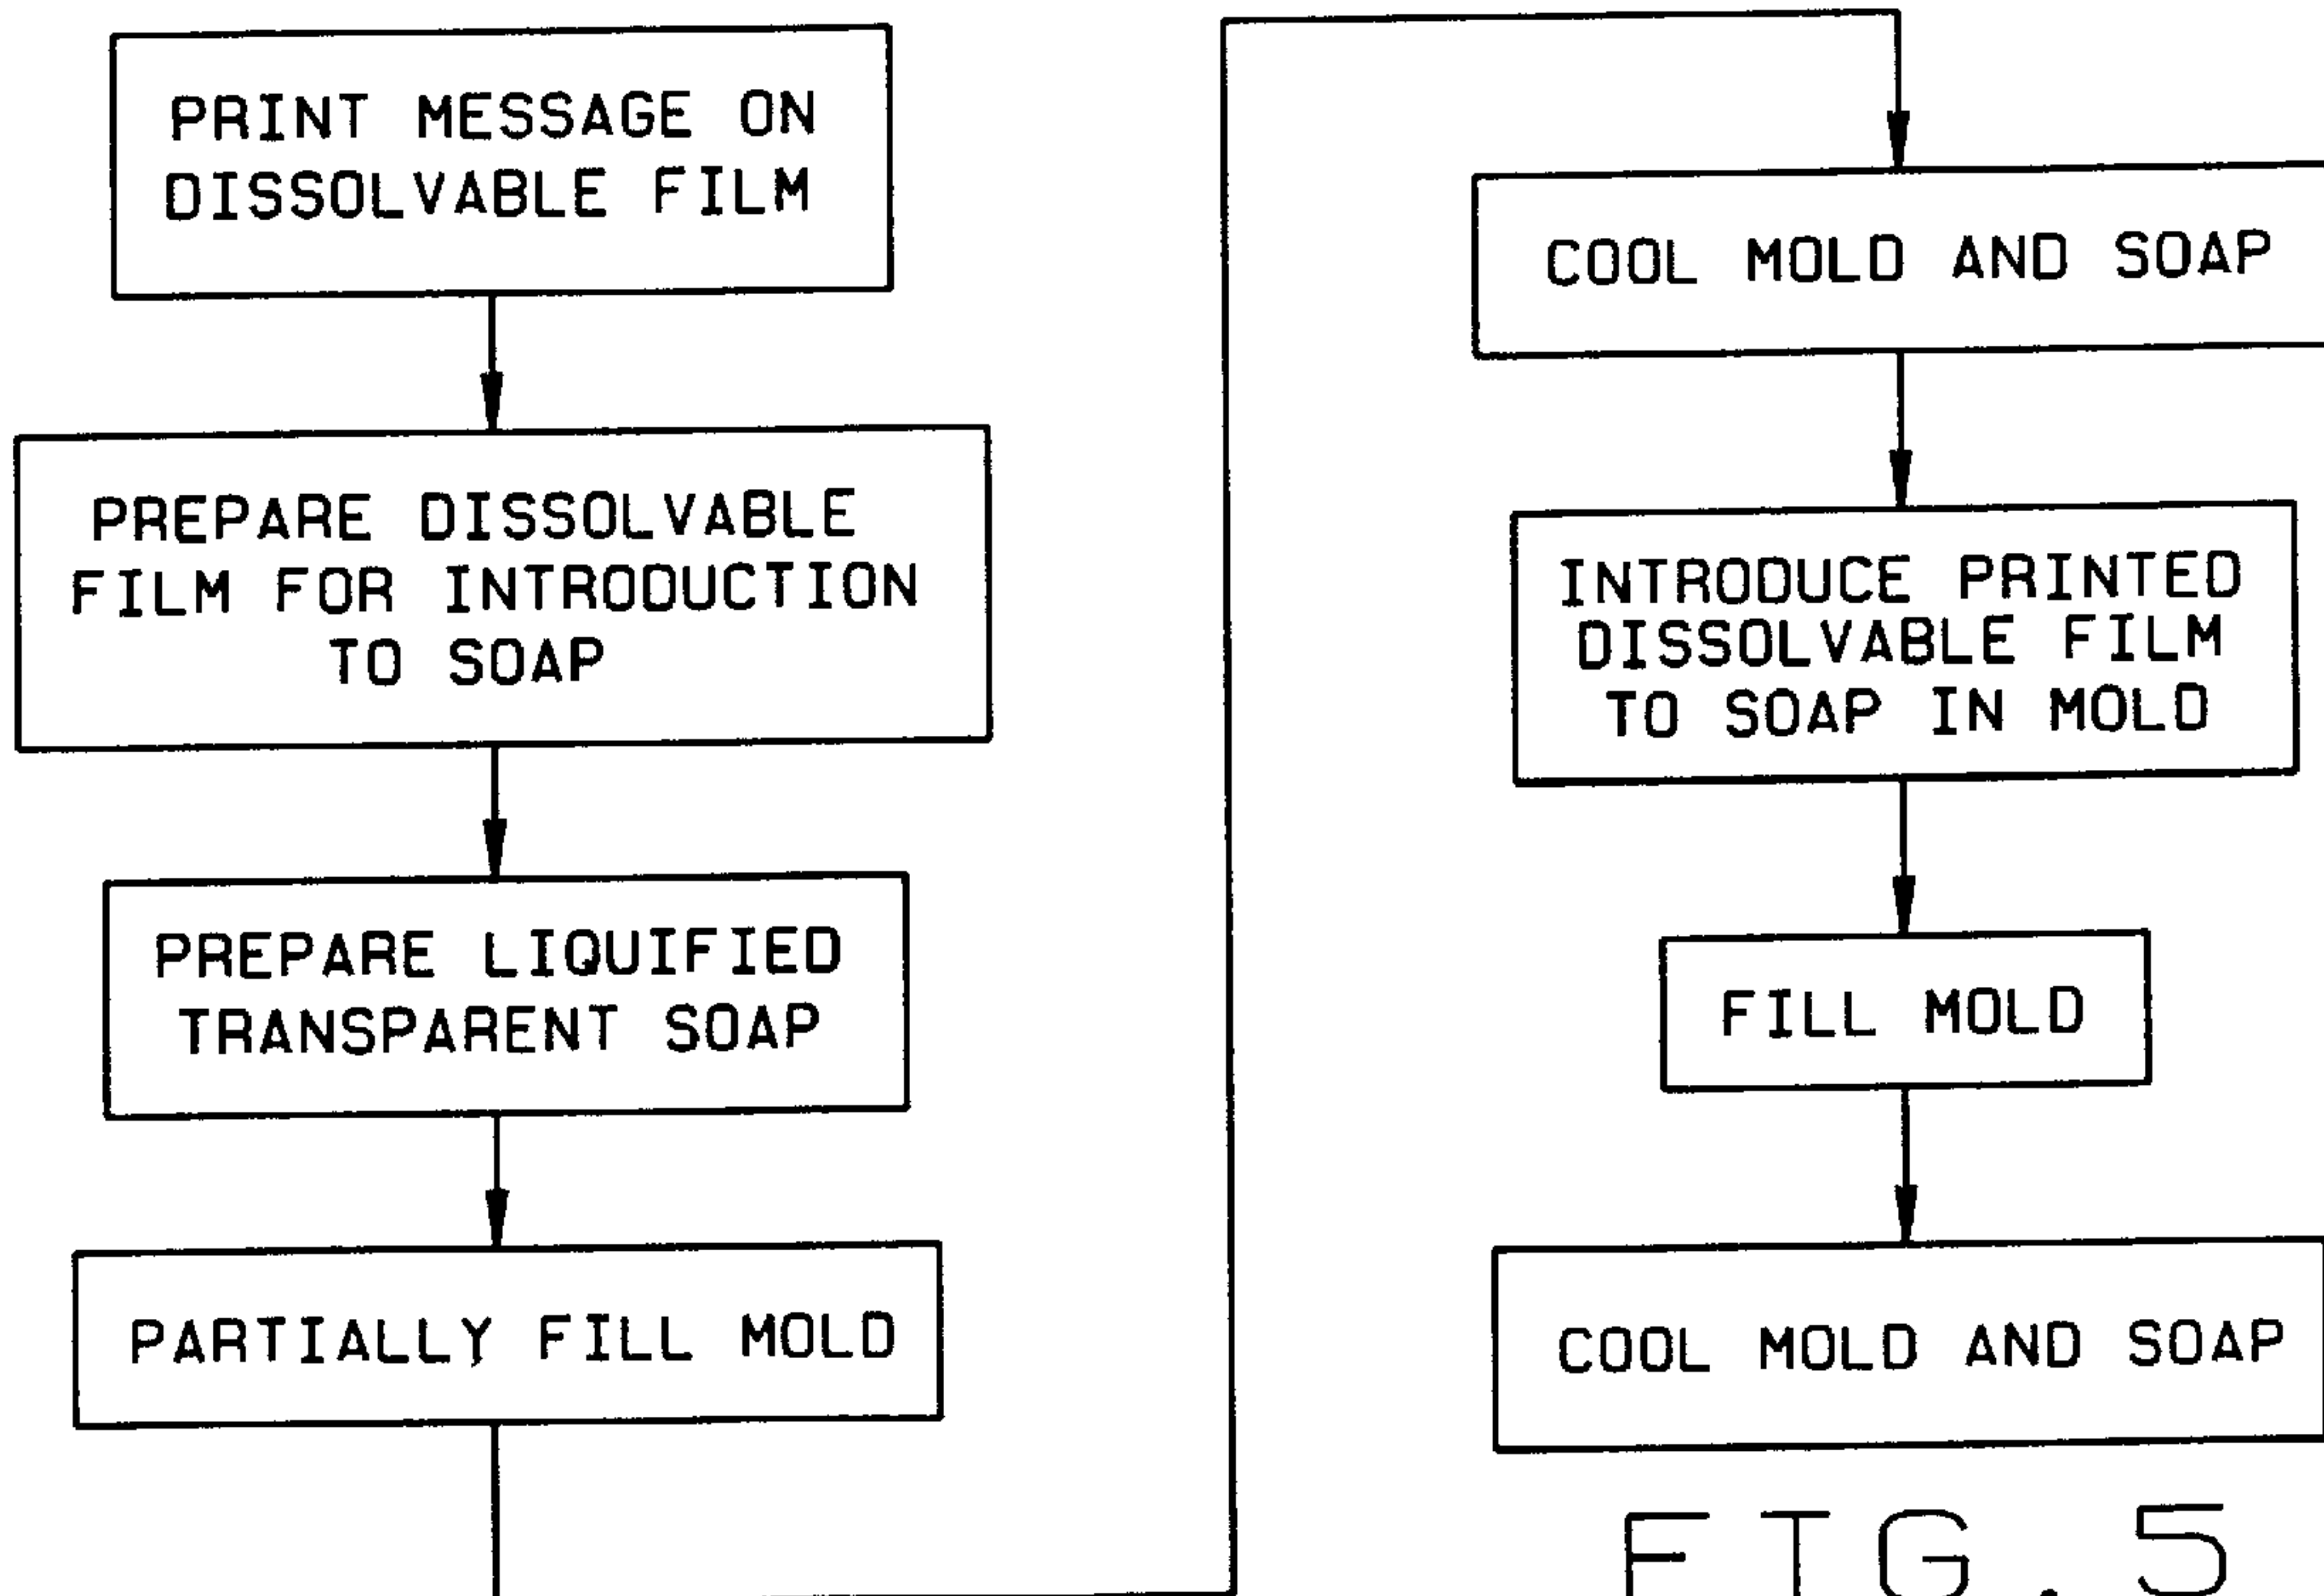 PRINT MESSAGE ON
DISSOLVABLE FILM
PREPARE DISSOLVABLE
FILM FOR INTRODUCTION
TO SOAP
PREPARE LIQUIFIED
TRANSPARENT SOAP
PARTIALLY FILL MOLD
COOL MOLD AND SOAP
INTRODUCE PRINTED
DISSOLVABLE FILM
TO SOAP IN MOLD
FILL MOLD
COOL MOLD AND SOAP
FIG.5